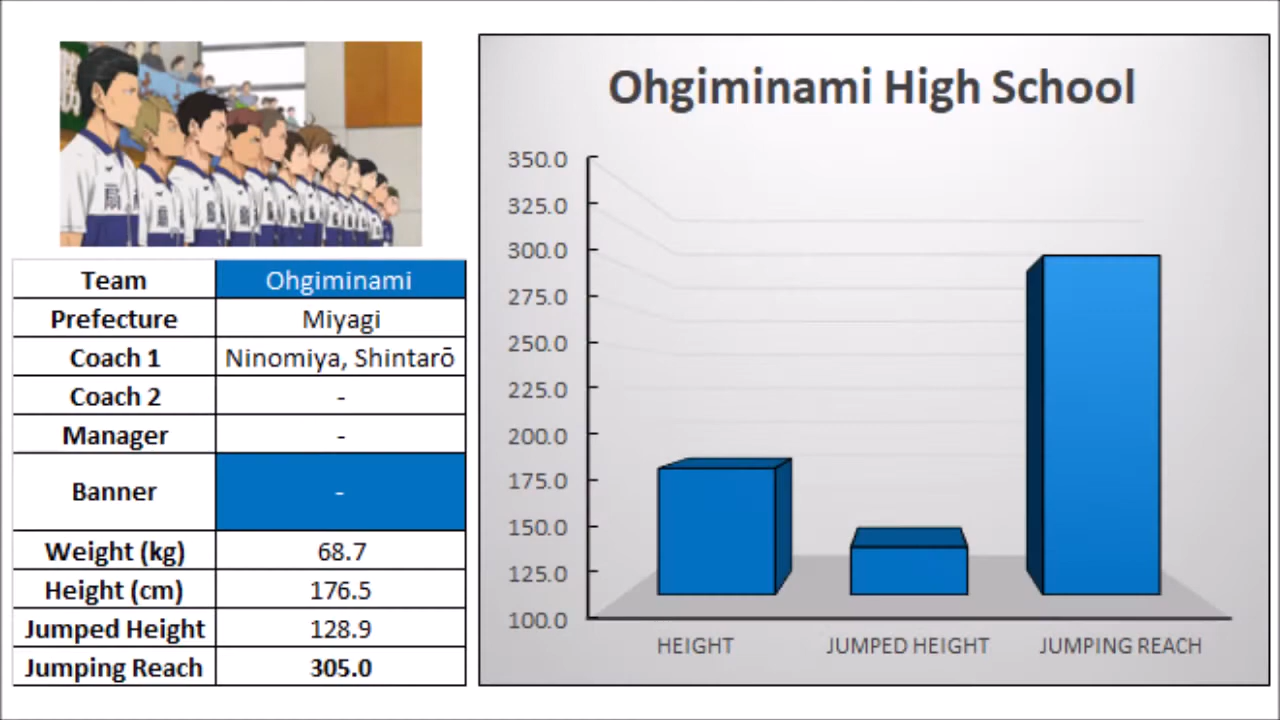 Team Ohgiminami
Prefecture Miyagi
Coach 1 Ninomiya, Shintarō
Coach 2 -
Manager -
Banner -
Weight (kg) 68.7
Height (cm) 176.5
Jumped Height 128.9
Jumping Reach 305.0
Ohgiminami High School
350.0
325.0
300.0
275.0
250.0
225.0
200.0
175.0
150.0
125.0
100.0
HEIGHT JUMPED HEIGHT JUMPING REACH